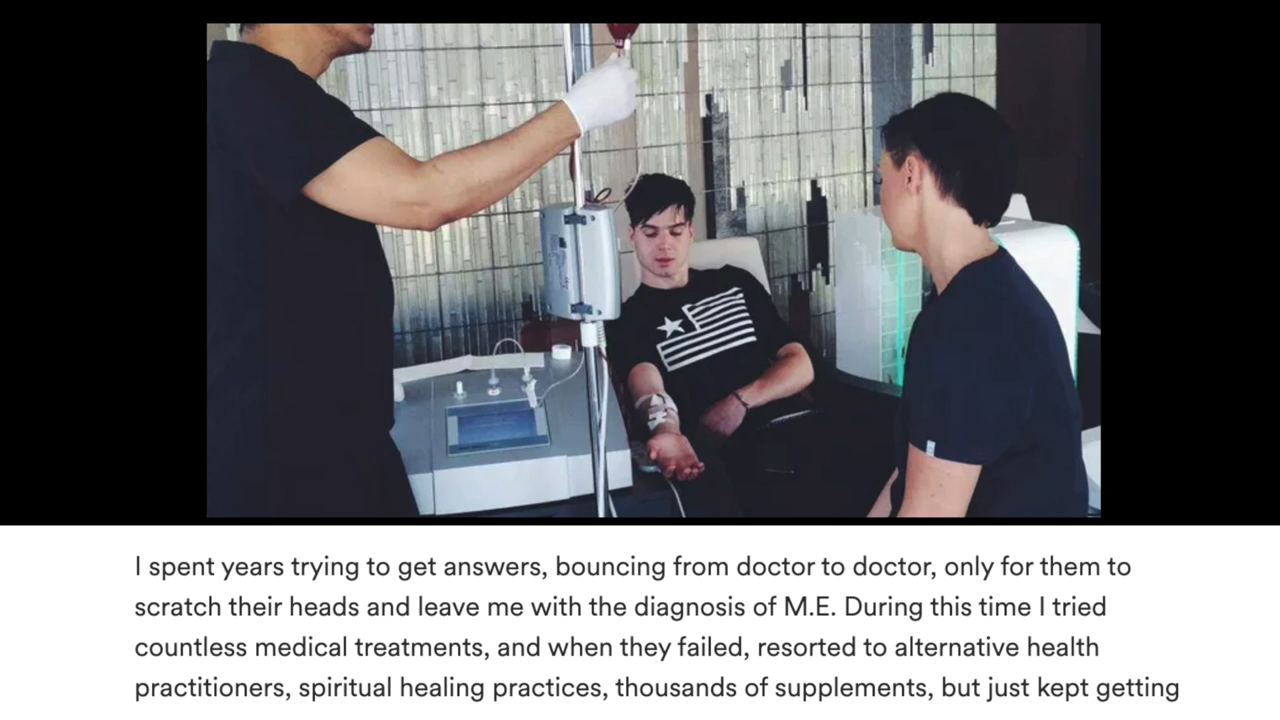 I spent years trying to get answers, bouncing from doctor to doctor, only for them to
scratch their heads and leave me with the diagnosis of M.E. During this time I tried
countless medical treatments, and when they failed, resorted to alternative health
practitioners, spiritual healing practices, thousands of supplements, but just kept getting